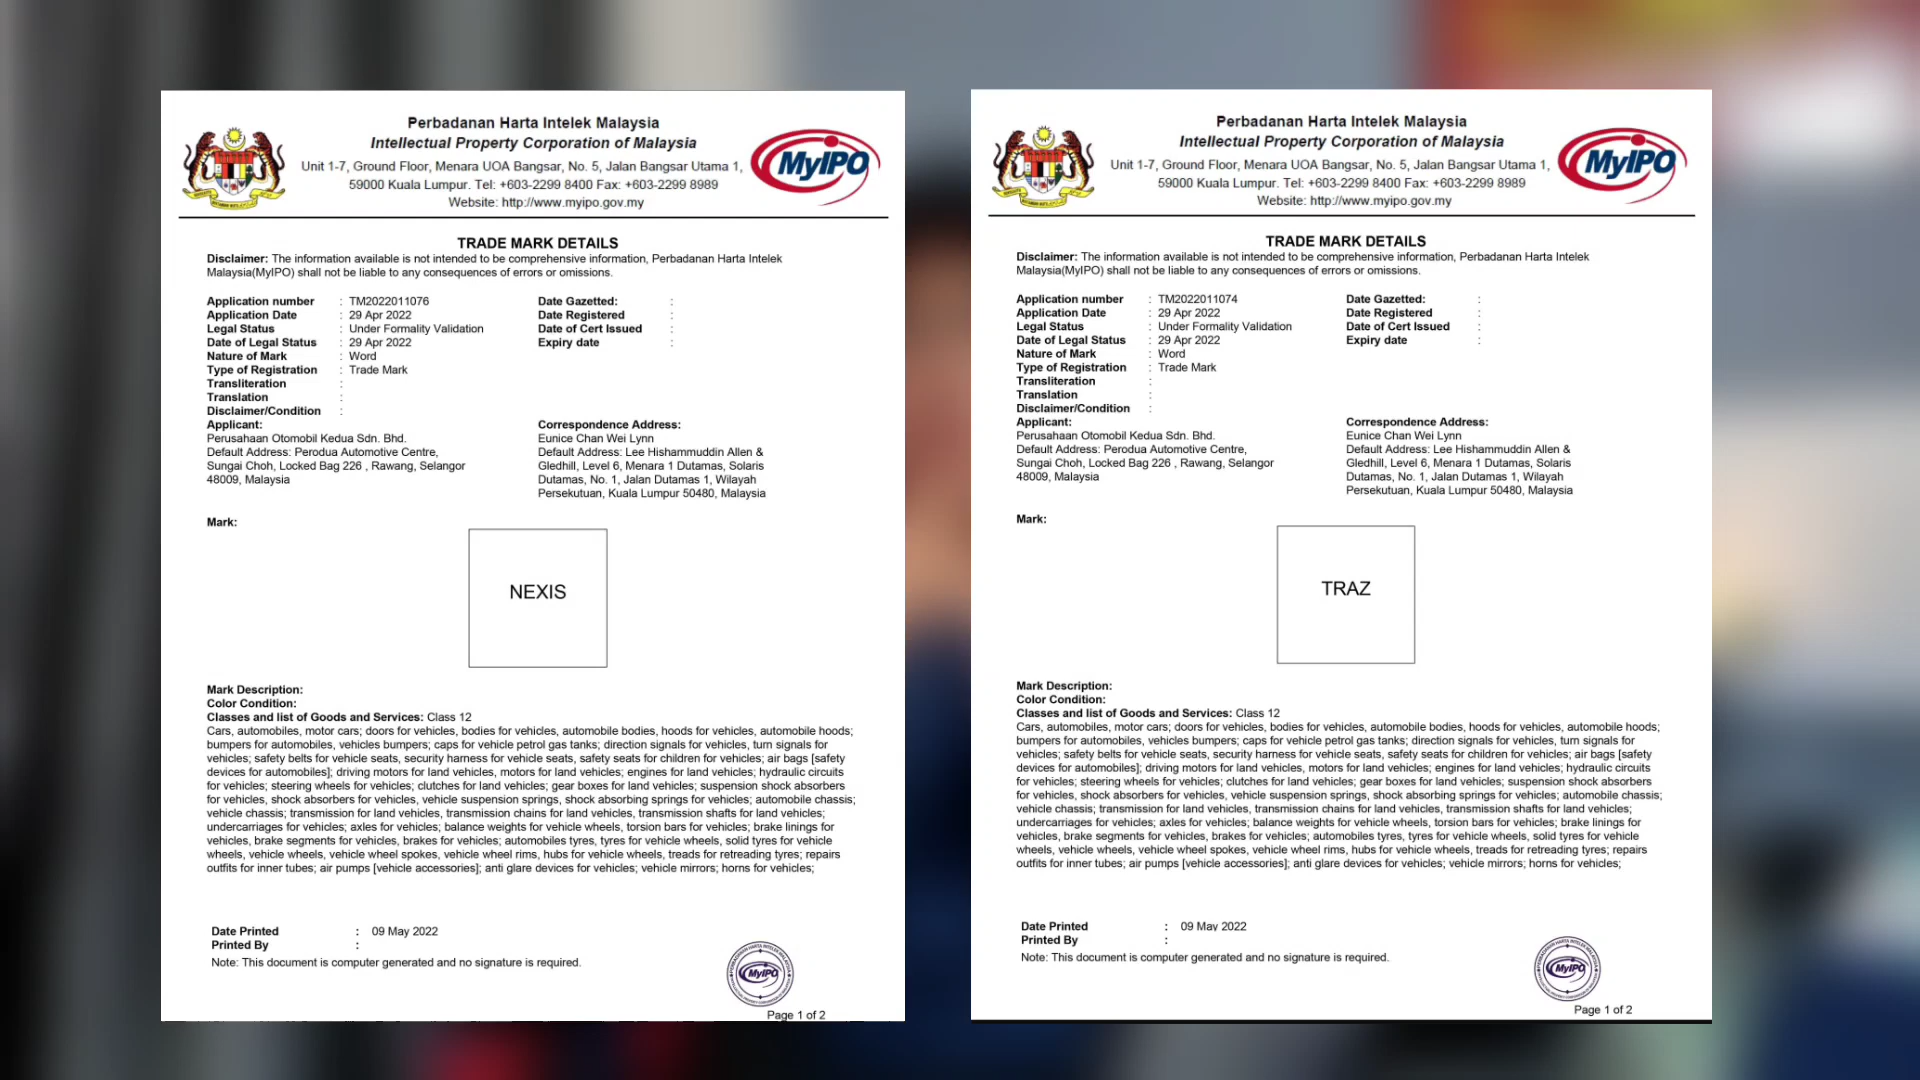 Perbadanan Harta Intelek Malaysia
Intellectual Property Corporation of Malaysia
Unit 1-7, Ground Floor, Menara UOA Bangsar, No. 5, Jalan Bangsar Utama 1,
59000 Kuala Lumpur. Tel: +603-2299 8400 Fax: +603-2299 8989
Website: http://www.myipo.gov.my
MyIPO
TRADE MARK DETAILS
Disclaimer: The information available is not intended to be comprehensive information, Perbadanan Harta Intelek
Malaysia(MyIPO) shall not be liable to any consequences of errors or omissions.
Application number : TM2022011076
Application Date : 29 Apr 2022
Legal Status : Under Formality Validation
Date of Legal Status : 29 Apr 2022
Nature of Mark : Word
Type of Registration : Trade Mark
Transliteration :
Translation :
Disclaimer/Condition :
Date Gazetted: :
Date Registered :
Date of Cert Issued :
Expiry date :
Applicant:
Perusahaan Otomobil Kedua Sdn. Bhd.
Default Address: Perodua Automotive Centre,
Sungai Choh, Locked Bag 226 , Rawang, Selangor
48009, Malaysia
Correspondence Address:
Eunice Chan Wei Lynn
Default Address: Lee Hishammuddin Allen &
Gledhill, Level 6, Menara 1 Dutamas, Solaris
Dutamas, No. 1, Jalan Dutamas 1, Wilayah
Persekutuan, Kuala Lumpur 50480, Malaysia
Mark:
NEXIS
Mark Description:
Color Condition:
Classes and list of Goods and Services: Class 12
Cars, automobiles, motor cars; doors for vehicles, bodies for vehicles, automobile bodies, hoods for vehicles, automobile hoods;
bumpers for automobiles, vehicles bumpers; caps for vehicle petrol gas tanks; direction signals for vehicles, turn signals for
vehicles; safety belts for vehicle seats, security harness for vehicle seats, safety seats for children for vehicles; air bags [safety
devices for automobiles]; driving motors for land vehicles, motors for land vehicles; engines for land vehicles; hydraulic circuits
for vehicles; steering wheels for vehicles; clutches for land vehicles; gear boxes for land vehicles; suspension shock absorbers
for vehicles, shock absorbers for vehicles, vehicle suspension springs, shock absorbing springs for vehicles; automobile chassis;
vehicle chassis; transmission for land vehicles, transmission chains for land vehicles, transmission shafts for land vehicles;
undercarriages for vehicles; axles for vehicles; balance weights for vehicle wheels, torsion bars for vehicles; brake linings for
vehicles, brake segments for vehicles, brakes for vehicles; automobiles tyres, tyres for vehicle wheels, solid tyres for vehicle
wheels, vehicle wheels, vehicle wheel spokes, vehicle wheel rims, hubs for vehicle wheels, treads for retreading tyres; repairs
outfits for inner tubes; air pumps [vehicle accessories]; anti glare devices for vehicles; vehicle mirrors; horns for vehicles;
Date Printed : 09 May 2022
Printed By :
Note: This document is computer generated and no signature is required.
MyIPO
Page 1 of 2
Perbadanan Harta Intelek Malaysia
Intellectual Property Corporation of Malaysia
Unit 1-7, Ground Floor, Menara UOA Bangsar, No. 5, Jalan Bangsar Utama 1,
59000 Kuala Lumpur. Tel: +603-2299 8400 Fax: +603-2299 8989
Website: http://www.myipo.gov.my
MyIPO
TRADE MARK DETAILS
Disclaimer: The information available is not intended to be comprehensive information, Perbadanan Harta Intelek
Malaysia(MyIPO) shall not be liable to any consequences of errors or omissions.
Application number : TM2022011074
Application Date : 29 Apr 2022
Legal Status : Under Formality Validation
Date of Legal Status : 29 Apr 2022
Nature of Mark : Word
Type of Registration : Trade Mark
Transliteration :
Translation :
Disclaimer/Condition :
Date Gazetted: :
Date Registered :
Date of Cert Issued :
Expiry date :
Applicant:
Perusahaan Otomobil Kedua Sdn. Bhd.
Default Address: Perodua Automotive Centre,
Sungai Choh, Locked Bag 226 , Rawang, Selangor
48009, Malaysia
Correspondence Address:
Eunice Chan Wei Lynn
Default Address: Lee Hishammuddin Allen &
Gledhill, Level 6, Menara 1 Dutamas, Solaris
Dutamas, No. 1, Jalan Dutamas 1, Wilayah
Persekutuan, Kuala Lumpur 50480, Malaysia
Mark:
TRAZ
Mark Description:
Color Condition:
Classes and list of Goods and Services: Class 12
Cars, automobiles, motor cars; doors for vehicles, bodies for vehicles, automobile bodies, hoods for vehicles, automobile hoods;
bumpers for automobiles, vehicles bumpers; caps for vehicle petrol gas tanks; direction signals for vehicles, turn signals for
vehicles; safety belts for vehicle seats, security harness for vehicle seats, safety seats for children for vehicles; air bags [safety
devices for automobiles]; driving motors for land vehicles, motors for land vehicles; engines for land vehicles; hydraulic circuits
for vehicles; steering wheels for vehicles; clutches for land vehicles; gear boxes for land vehicles; suspension shock absorbers
for vehicles, shock absorbers for vehicles, vehicle suspension springs, shock absorbing springs for vehicles; automobile chassis;
vehicle chassis; transmission for land vehicles, transmission chains for land vehicles, transmission shafts for land vehicles;
undercarriages for vehicles; axles for vehicles; balance weights for vehicle wheels, torsion bars for vehicles; brake linings for
vehicles, brake segments for vehicles, brakes for vehicles; automobiles tyres, tyres for vehicle wheels, solid tyres for vehicle
wheels, vehicle wheels, vehicle wheel spokes, vehicle wheel rims, hubs for vehicle wheels, treads for retreading tyres; repairs
outfits for inner tubes; air pumps [vehicle accessories]; anti glare devices for vehicles; vehicle mirrors; horns for vehicles;
Date Printed : 09 May 2022
Printed By :
Note: This document is computer generated and no signature is required.
MyIPO
Page 1 of 2